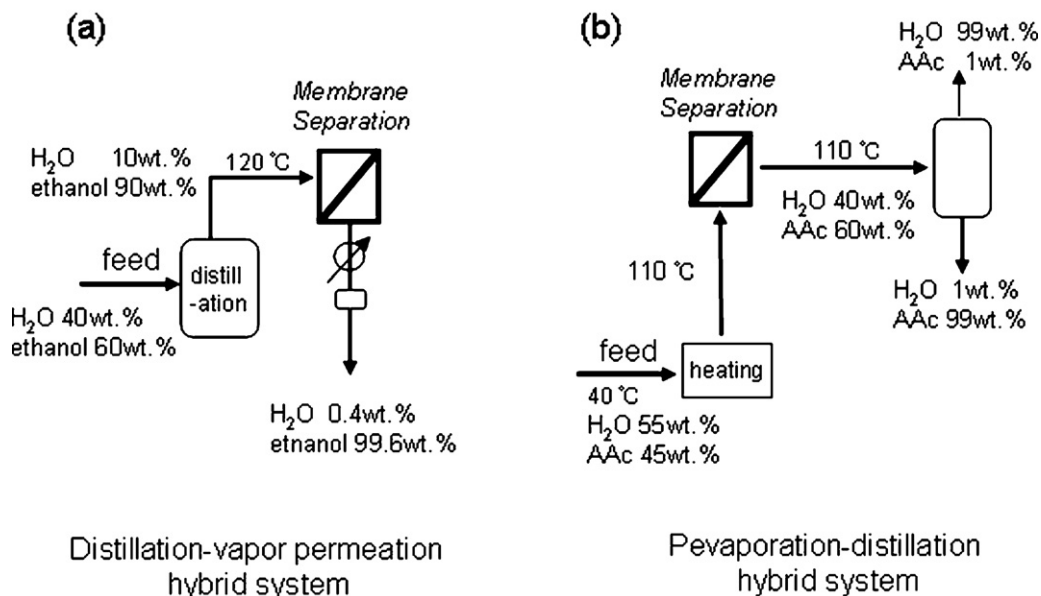 (a)
Membrane
Separation
H₂O 10wt.%
ethanol 90wt.%
120 ℃
feed
distill
-ation
H₂O 40wt.%
ethanol 60wt.%
H₂O 0.4wt.%
etnanol 99.6wt.%
Distillation-vapor permeation
hybrid system
(b)
H₂O 99wt.%
AAc 1wt.%
Membrane
Separation
110 ℃
H₂O 40wt.%
AAc 60wt.%
110 ℃
H₂O 1wt.%
AAc 99wt.%
feed
heating
40 ℃
H₂O 55wt.%
AAc 45wt.%
Pevaporation-distillation
hybrid system